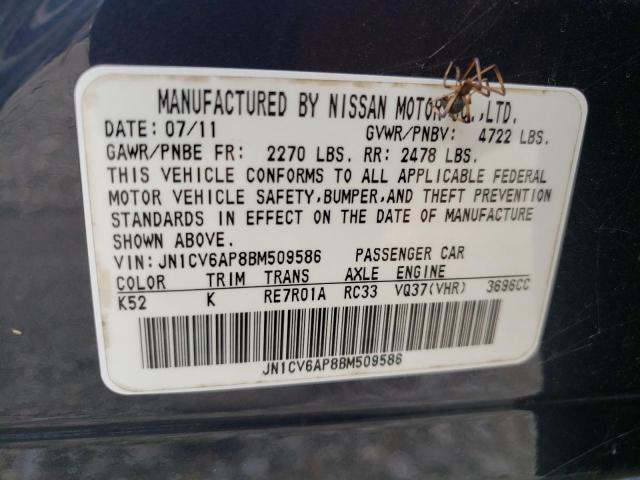 MANUFACTURED BY NISSAN MOTOR CO.,LTD.
DATE: 07/11 GVWR/PNBV: 4722 LBS.
GAWR/PNBE FR: 2270 LBS. RR: 2478 LBS.
THIS VEHICLE CONFORMS TO ALL APPLICABLE FEDERAL
MOTOR VEHICLE SAFETY,BUMPER,AND THEFT PREVENTION
STANDARDS IN EFFECT ON THE DATE OF MANUFACTURE
SHOWN ABOVE.
VIN:JN1CV6AP8BM509586 PASSENGER CAR
COLOR TRIM TRANS AXLE ENGINE
K52 K RE7R01A RC33 VQ37(VHR) 3696CC
JN1CV6AP8BM509586